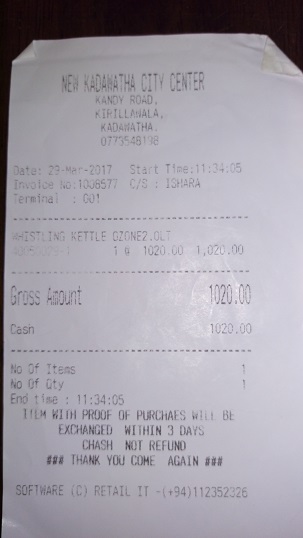 NEW KADAWATHA CITY CENTER
KANDY ROAD,
KIRILLAWALA,
KADAWATHA.
0773548198
Date: 29-Mar-2017 Start Time:11:34:05
Invoice No:1008577 C/S : ISHARA
Terminal : 001
WHISTLING KETTLE OZONE2.0LT
1 @ 1020.00 1,020.00
Gross Amount 1020.00
Cash 1020.00
No Of Items 1
No Of Qty 1
End time : 11:34:05
ITEM WITH PROOF OF PURCHAES WILL BE
EXCHANGED WITHIN 3 DAYS
CHASH NOT REFUND
### THANK YOU COME AGAIN ###
SOFTWARE (C) RETAIL IT -(+94)112352326